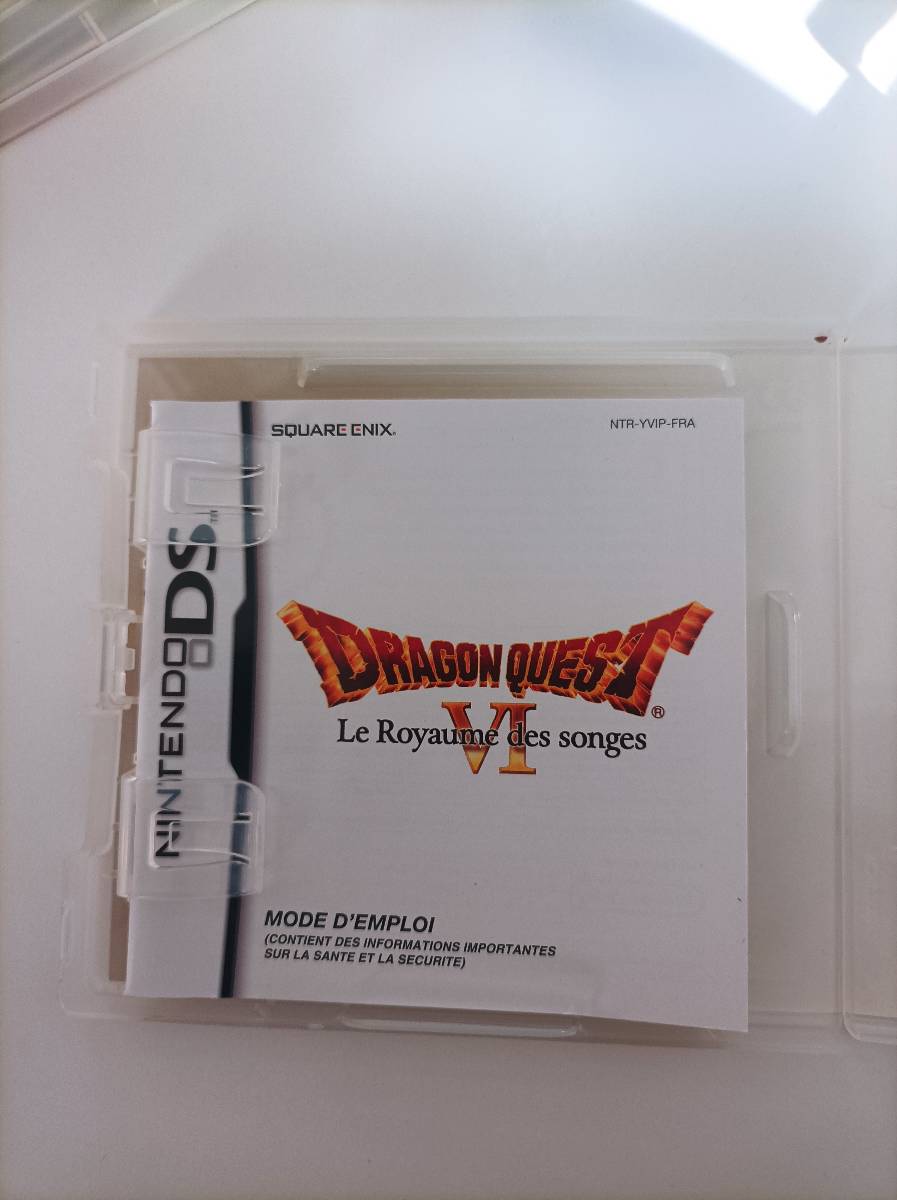 SQUARE ENIX.
NTR-YVIP-FRA
NINTENDO DS™
DRAGON QUEST®
VI
Le Royaume des songes
MODE D'EMPLOI
(CONTIENT DES INFORMATIONS IMPORTANTES
SUR LA SANTE ET LA SECURITE)